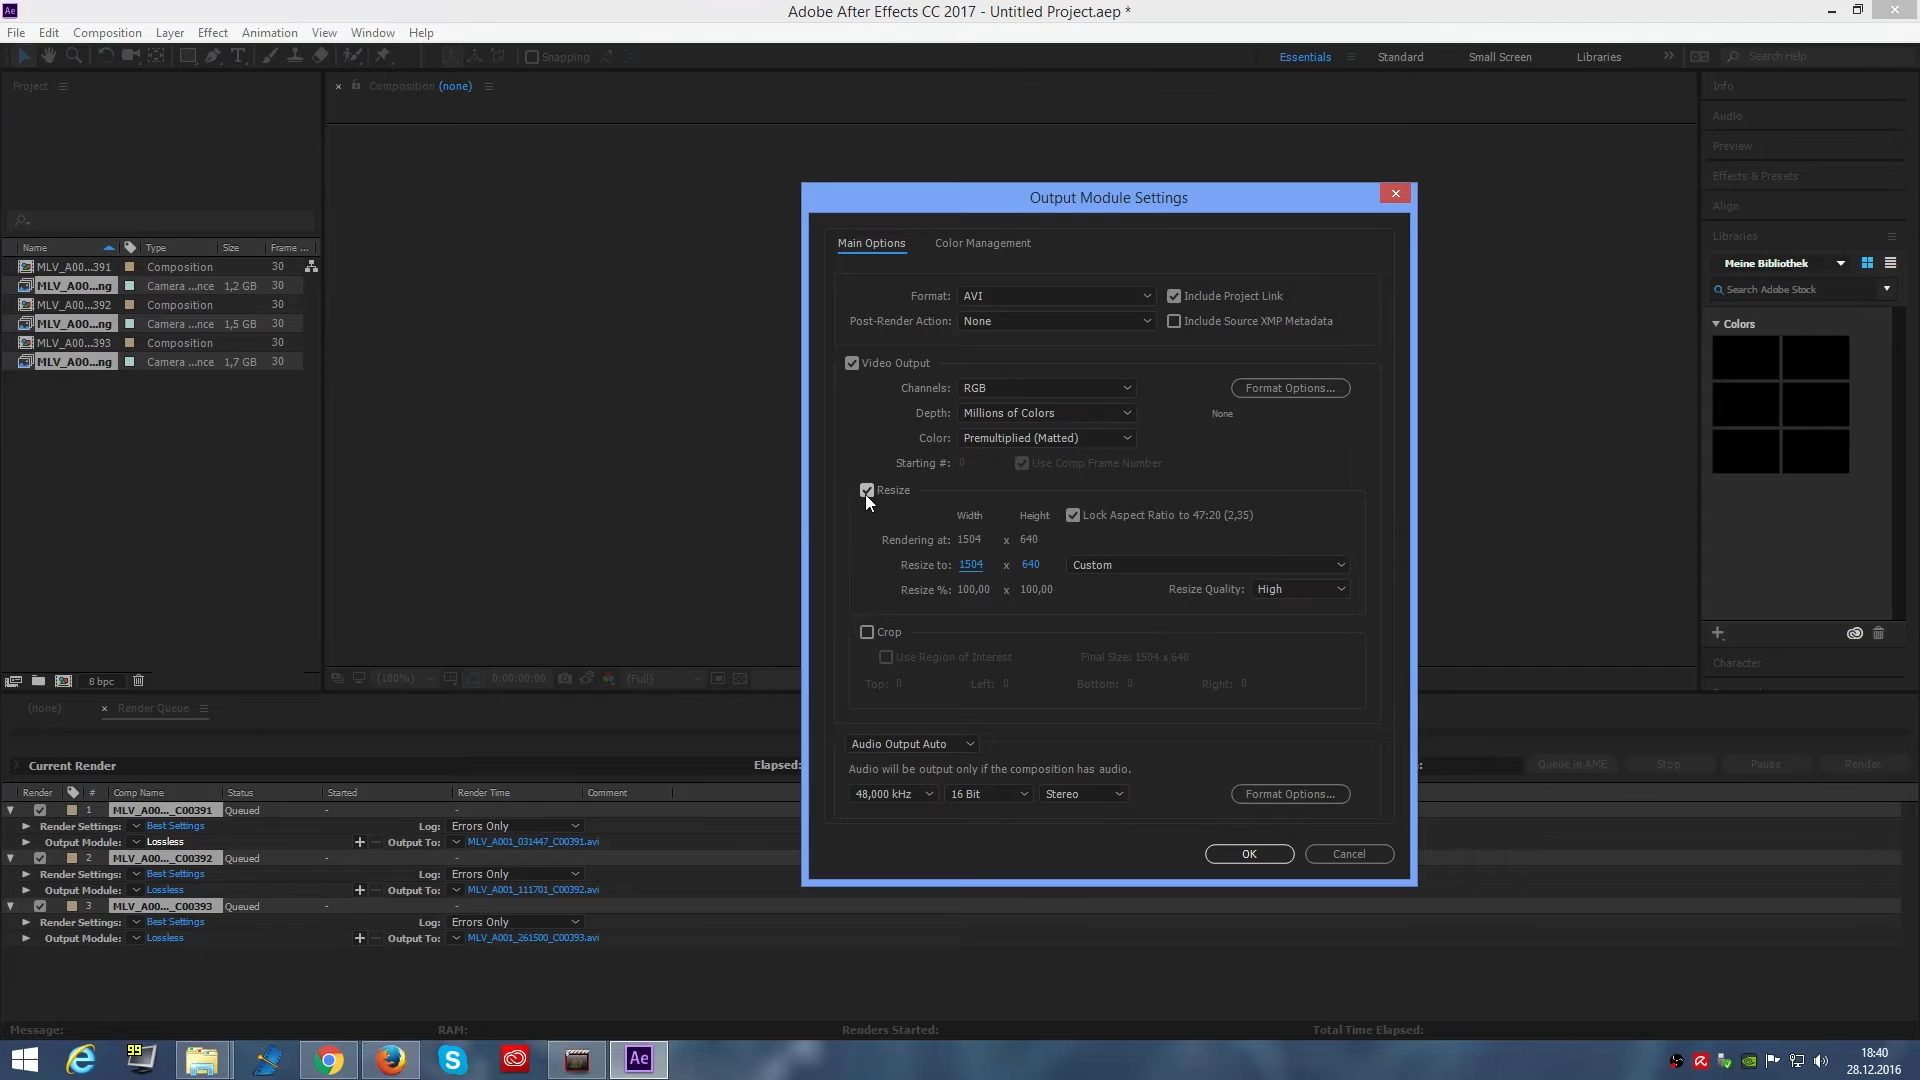 Adobe After Effects CC 2017 - Untitled Project.aep *
File Edit Composition Layer Effect Animation View Window Help
Snapping Essentials Standard Small Screen Libraries Search Help
Project
Composition (none)
Info
Audio
Preview
Effects & Presets
Align
Libraries
Meine Bibliothek
Search Adobe Stock
Colors
Character
Name Type Size Frame ...
MLV_A00...391 Composition 30
MLV_A00....ng Camera ...nce 1,2 GB 30
MLV_A00...392 Composition 30
MLV_A00....ng Camera ...nce 1,5 GB 30
MLV_A00...393 Composition 30
MLV_A00....ng Camera ...nce 1,7 GB 30
8 bpc
(100%) 0:00:00:00 (Full)
Output Module Settings
Main Options Color Management
Format: AVI Include Project Link
Post-Render Action: None Include Source XMP Metadata
Video Output
Channels: RGB Format Options...
Depth: Millions of Colors None
Color: Premultiplied (Matted)
Starting #: 0 Use Comp Frame Number
Resize
Width Height Lock Aspect Ratio to 47:20 (2,35)
Rendering at: 1504 x 640
Resize to: 1504 x 640 Custom
Resize %: 100,00 x 100,00 Resize Quality: High
Crop
Use Region of Interest Final Size: 1504 x 640
Top: 0 Left: 0 Bottom: 0 Right: 0
Audio Output Auto
Audio will be output only if the composition has audio.
48,000 kHz 16 Bit Stereo Format Options...
OK Cancel
(none) Render Queue
Current Render Elapsed: Queue in AME Stop Pause Render
Render # Comp Name Status Started Render Time Comment
1 MLV_A00..._C00391 Queued - -
Render Settings: Best Settings Log: Errors Only
Output Module: Lossless Output To: MLV_A001_031447_C00391.avi
2 MLV_A00..._C00392 Queued - -
Render Settings: Best Settings Log: Errors Only
Output Module: Lossless Output To: MLV_A001_111701_C00392.avi
3 MLV_A00..._C00393 Queued - -
Render Settings: Best Settings Log: Errors Only
Output Module: Lossless Output To: MLV_A001_261500_C00393.avi
Message: RAM: Renders Started: Total Time Elapsed:
99
Ae
18:40
28.12.2016